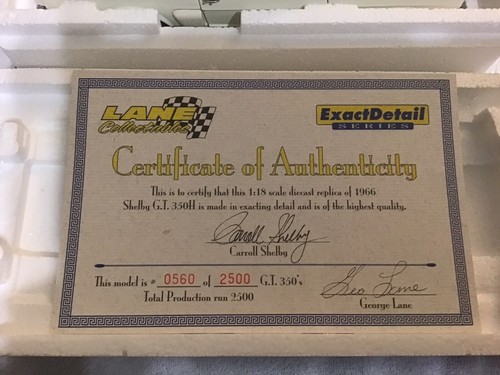 LANE
Collectables
ExactDetail
SERIES
Certificate of Authenticity
This is to certify that this 1:18 scale diecast replica of 1966
Shelby G.T. 350H is made in exacting detail and is of the highest quality.
Carroll Shelby
Carroll Shelby
This model is # 0560 of 2500 G.T. 350's
Total Production run 2500
Geo Lane
George Lane